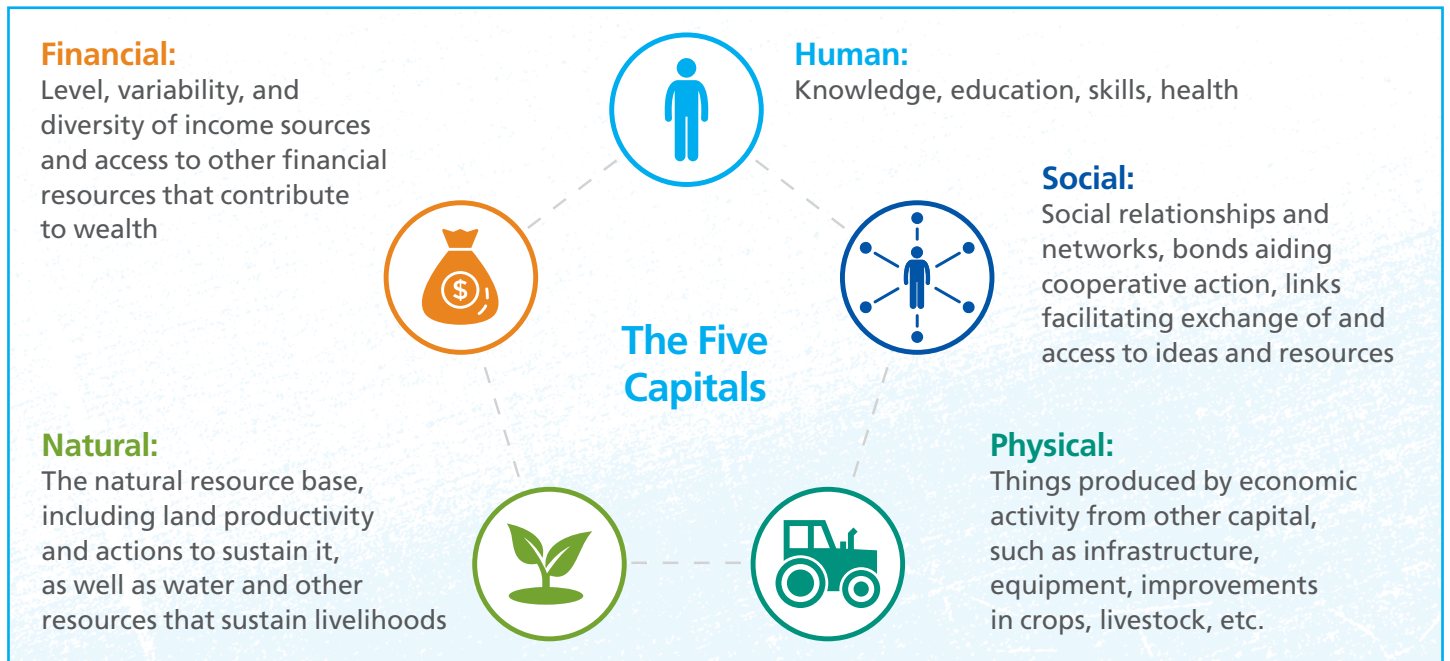 Financial:
Level, variability, and
diversity of income sources
and access to other financial
resources that contribute
to wealth
$
Human:
Knowledge, education, skills, health
Social:
Social relationships and
networks, bonds aiding
cooperative action, links
facilitating exchange of and
access to ideas and resources
The Five
Capitals
Natural:
The natural resource base,
including land productivity
and actions to sustain it,
as well as water and other
resources that sustain livelihoods
Physical:
Things produced by economic
activity from other capital,
such as infrastructure,
equipment, improvements
in crops, livestock, etc.